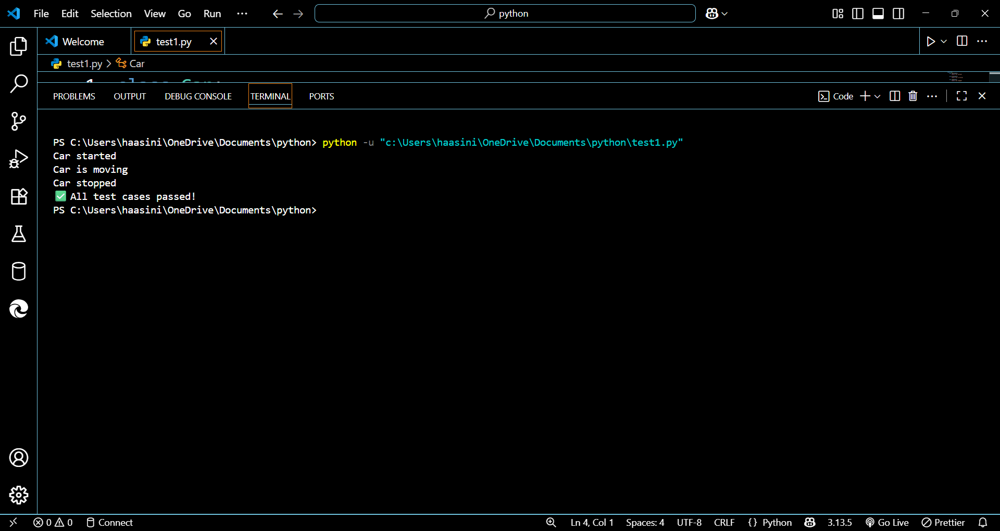 File Edit Selection View Go Run ··· python
Welcome test1.py
test1.py > Car
1 class Car:
PROBLEMS OUTPUT DEBUG CONSOLE TERMINAL PORTS Code
PS C:\Users\haasini\OneDrive\Documents\python> python -u "c:\Users\haasini\OneDrive\Documents\python\test1.py"
Car started
Car is moving
Car stopped
✅ All test cases passed!
PS C:\Users\haasini\OneDrive\Documents\python>
0 0 Connect Ln 4, Col 1 Spaces: 4 UTF-8 CRLF {} Python 3.13.5 Go Live Prettier